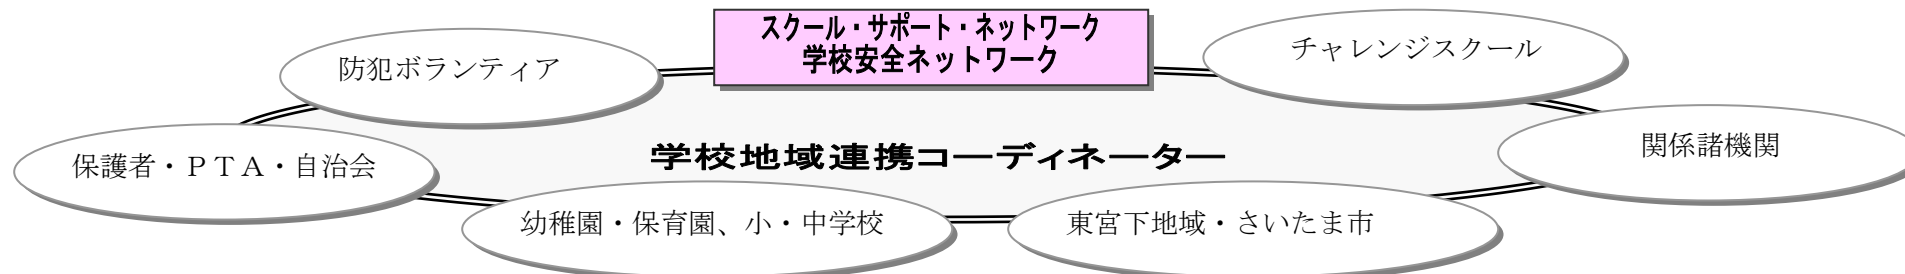 スクール・サポート・ネットワーク
学校安全ネットワーク
防犯ボランティア
チャレンジスクール
保護者・ＰＴＡ・自治会
学校地域連携コーディネーター
関係諸機関
幼稚園・保育園、小・中学校
東宮下地域・さいたま市